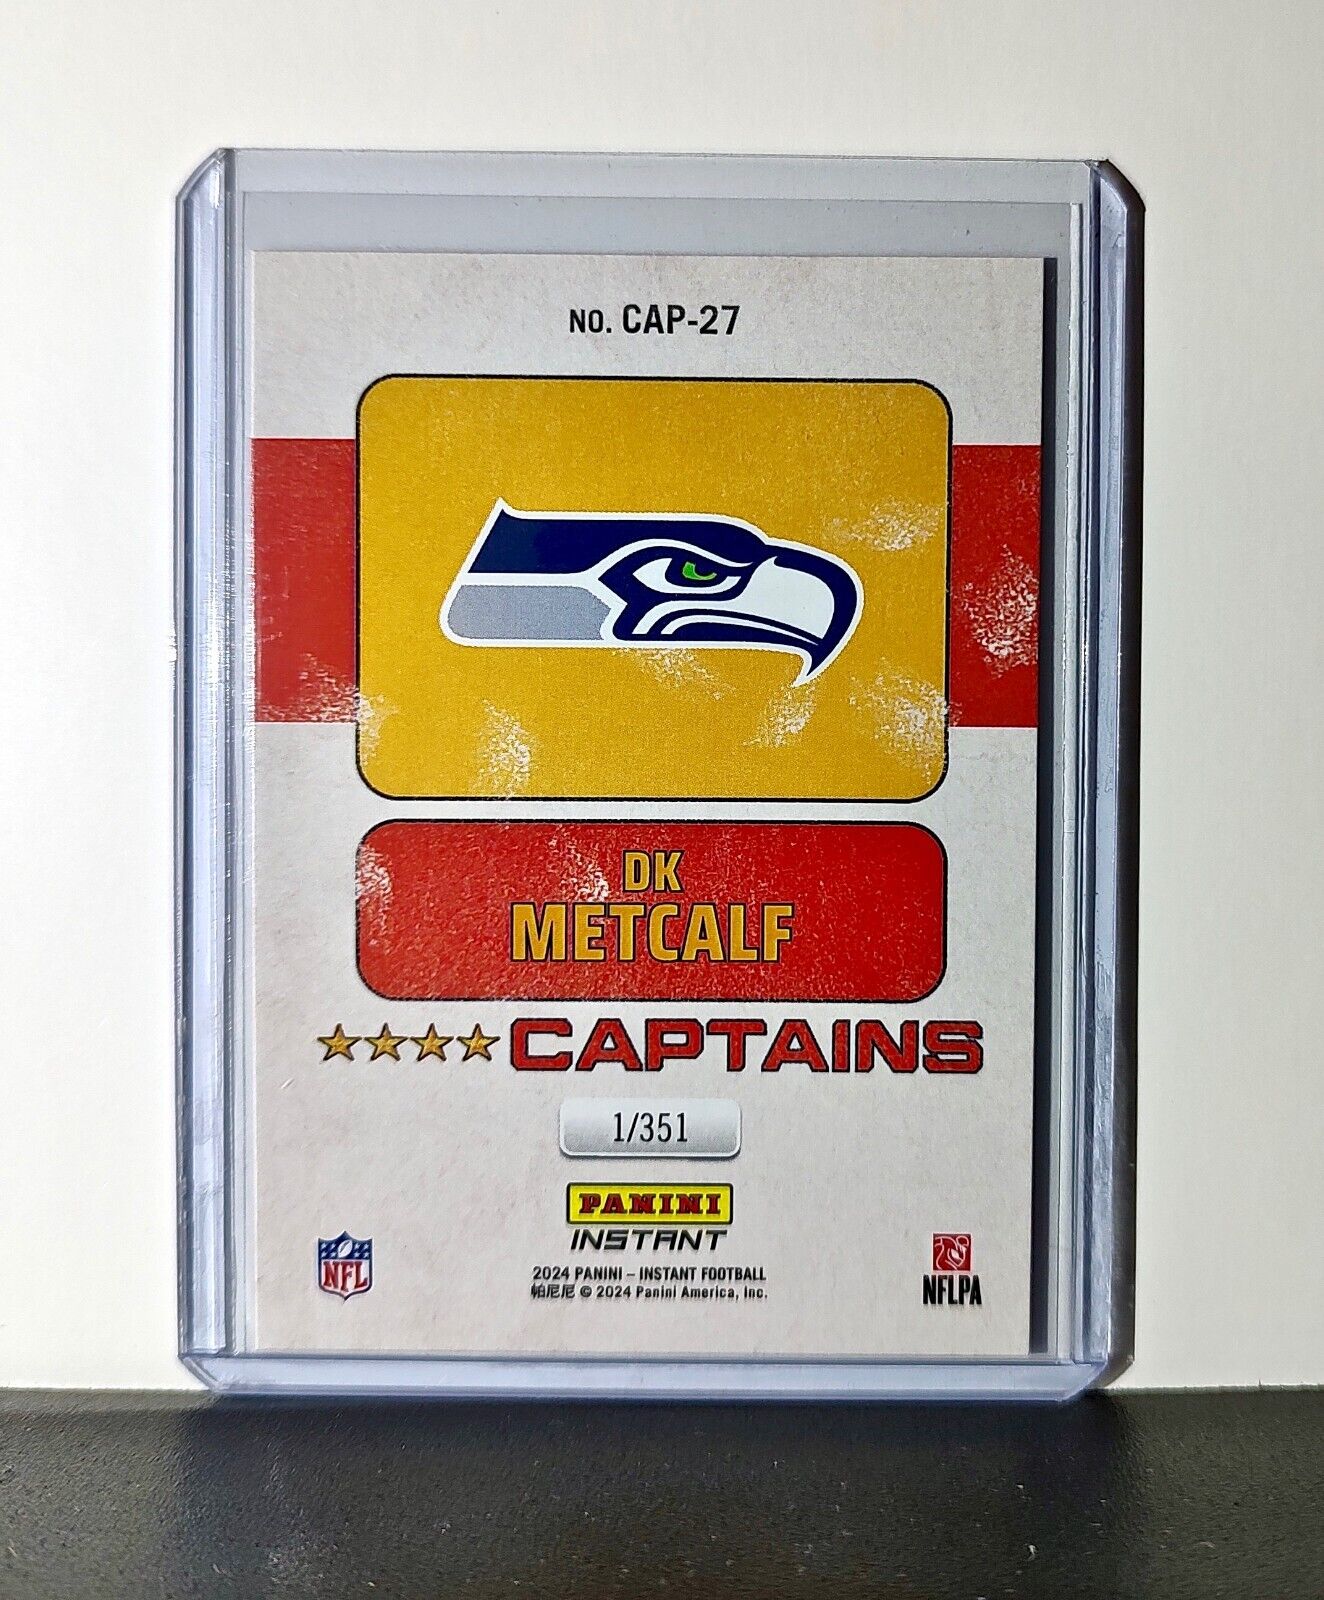 NO. CAP-27
DK
METCALF
CAPTAINS
1/351
PANINI
INSTANT
2024 PANINI – INSTANT FOOTBALL
帕尼尼 © 2024 Panini America, Inc.
NFL
NFLPA